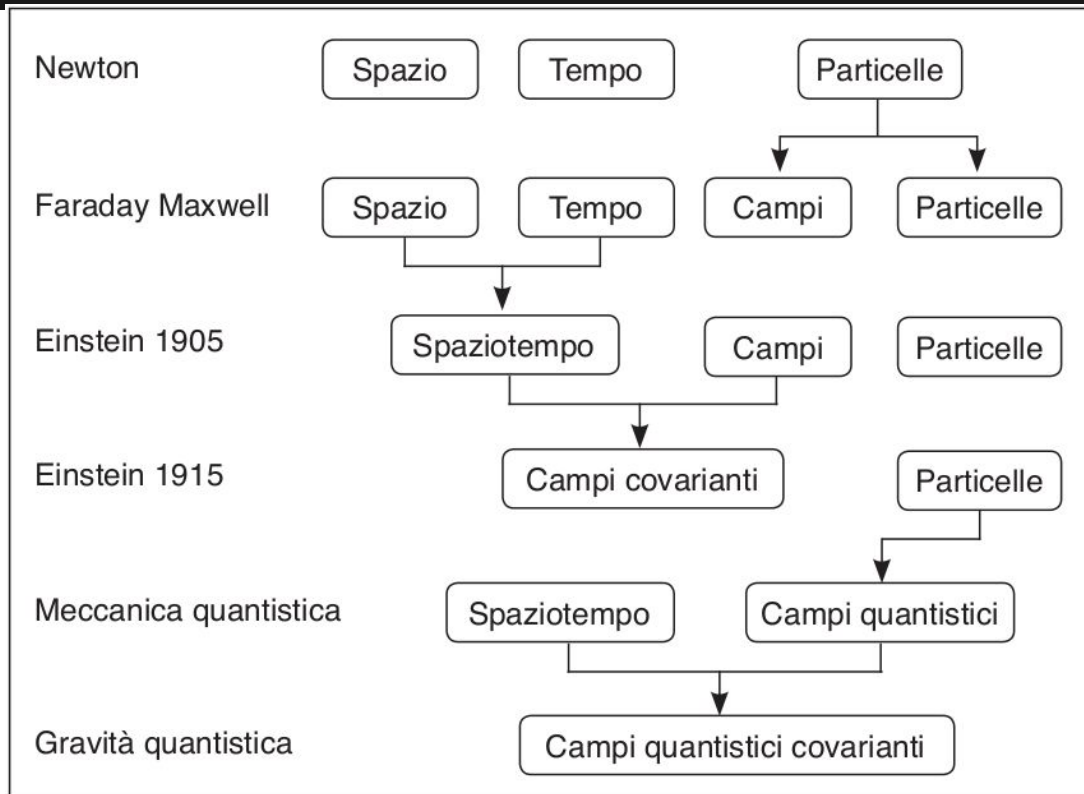 Newton Spazio Tempo Particelle
Faraday Maxwell Spazio Tempo Campi Particelle
Einstein 1905 Spaziotempo Campi Particelle
Einstein 1915 Campi covarianti Particelle
Meccanica quantistica Spaziotempo Campi quantistici
Gravità quantistica Campi quantistici covarianti